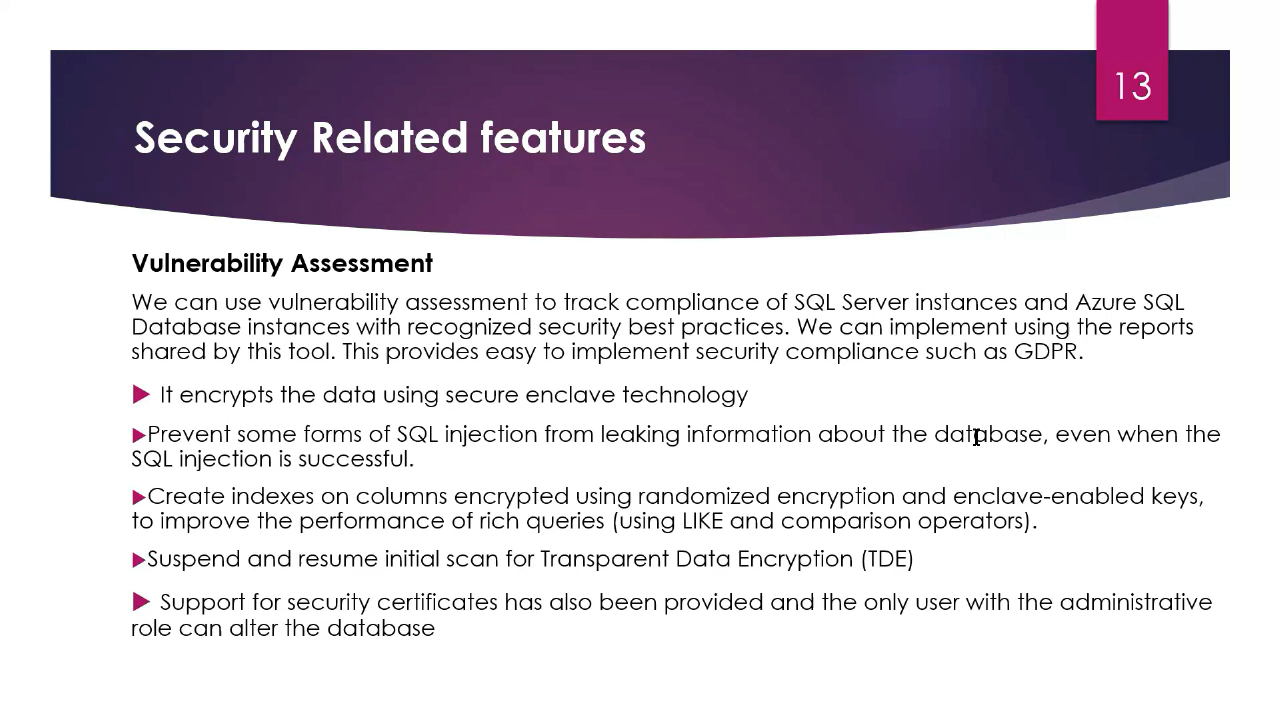 13
Security Related features
Vulnerability Assessment
We can use vulnerability assessment to track compliance of SQL Server instances and Azure SQL
Database instances with recognized security best practices. We can implement using the reports
shared by this tool. This provides easy to implement security compliance such as GDPR.
▶ It encrypts the data using secure enclave technology
▶Prevent some forms of SQL injection from leaking information about the database, even when the
SQL injection is successful.
▶Create indexes on columns encrypted using randomized encryption and enclave-enabled keys,
to improve the performance of rich queries (using LIKE and comparison operators).
▶Suspend and resume initial scan for Transparent Data Encryption (TDE)
▶ Support for security certificates has also been provided and the only user with the administrative
role can alter the database